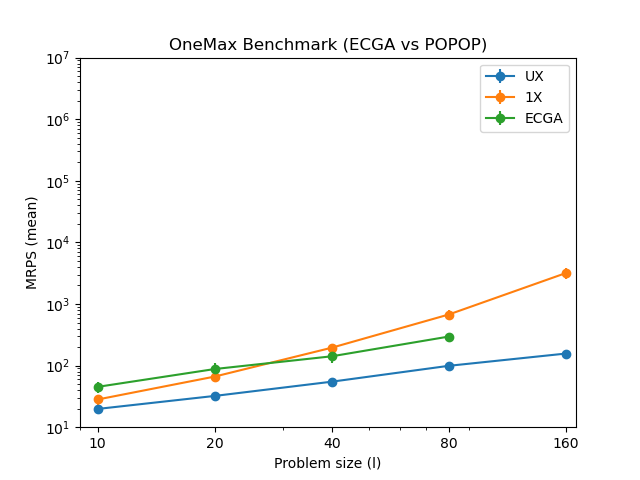 OneMax Benchmark (ECGA vs POPOP)
MRPS (mean)
10^7
10^6
10^5
10^4
10^3
10^2
10^1
UX
1X
ECGA
10 20 40 80 160
Problem size (l)